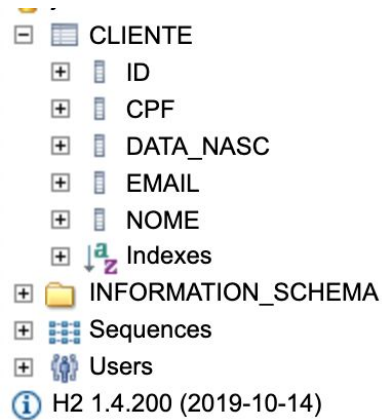 CLIENTE
ID
CPF
DATA_NASC
EMAIL
NOME
Indexes
INFORMATION_SCHEMA
Sequences
Users
H2 1.4.200 (2019-10-14)